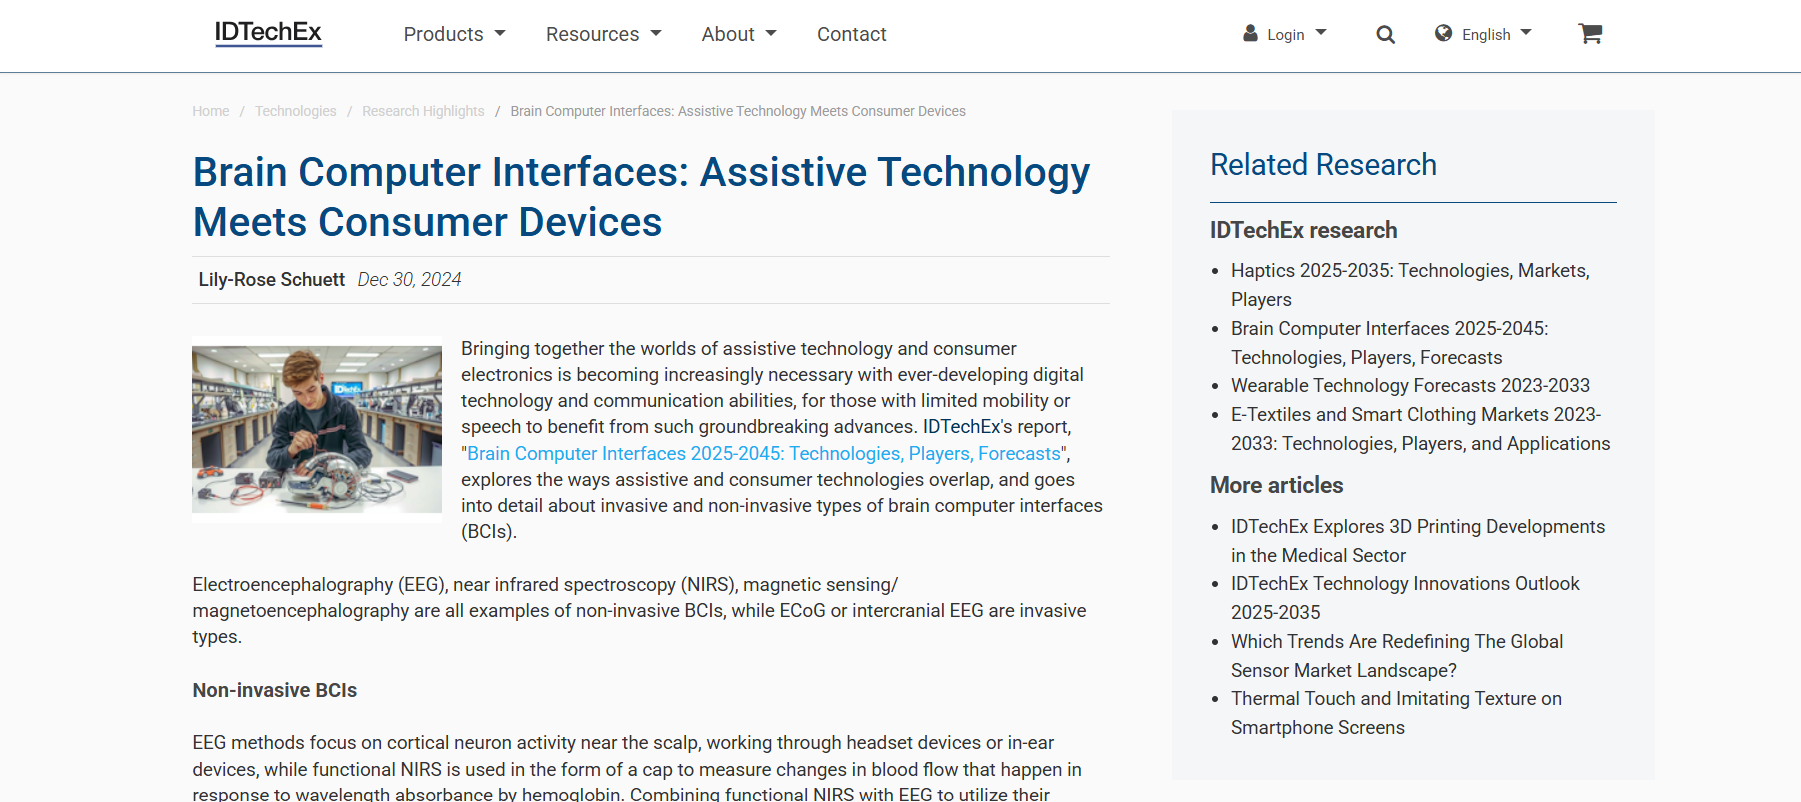 IDTechEx
Products
Resources
About
Contact
Login
English
Home / Technologies / Research Highlights / Brain Computer Interfaces: Assistive Technology Meets Consumer Devices
Brain Computer Interfaces: Assistive Technology
Meets Consumer Devices
Lily-Rose Schuett Dec 30, 2024
IDTechEx
Bringing together the worlds of assistive technology and consumer
electronics is becoming increasingly necessary with ever-developing digital
technology and communication abilities, for those with limited mobility or
speech to benefit from such groundbreaking advances. IDTechEx's report,
"Brain Computer Interfaces 2025-2045: Technologies, Players, Forecasts",
explores the ways assistive and consumer technologies overlap, and goes
into detail about invasive and non-invasive types of brain computer interfaces
(BCIs).
Electroencephalography (EEG), near infrared spectroscopy (NIRS), magnetic sensing/
magnetoencephalography are all examples of non-invasive BCIs, while ECoG or intercranial EEG are invasive
types.
Non-invasive BCIs
EEG methods focus on cortical neuron activity near the scalp, working through headset devices or in-ear
devices, while functional NIRS is used in the form of a cap to measure changes in blood flow that happen in
response to wavelength absorbance by hemoglobin. Combining functional NIRS with EEG to utilize their
Related Research
IDTechEx research
• Haptics 2025-2035: Technologies, Markets,
Players
• Brain Computer Interfaces 2025-2045:
Technologies, Players, Forecasts
• Wearable Technology Forecasts 2023-2033
• E-Textiles and Smart Clothing Markets 2023-
2033: Technologies, Players, and Applications
More articles
• IDTechEx Explores 3D Printing Developments
in the Medical Sector
• IDTechEx Technology Innovations Outlook
2025-2035
• Which Trends Are Redefining The Global
Sensor Market Landscape?
• Thermal Touch and Imitating Texture on
Smartphone Screens